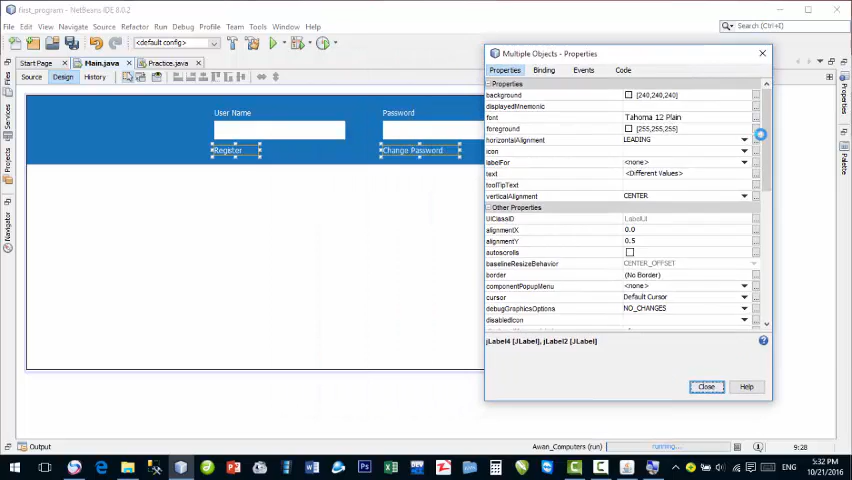 first_program - NetBeans IDE 8.0.2
File Edit View Navigate Source Refactor Run Debug Profile Team Tools Window Help
Search (Ctrl+I)
<default config>
Start Page Main.java Practice.java
Source Design History
User Name Password
Register Change Password
Files
Services
Projects
Navigator
Properties
Palette
Multiple Objects - Properties
Properties Binding Events Code
Properties
background [240,240,240]
displayedMnemonic
font Tahoma 12 Plain
foreground [255,255,255]
horizontalAlignment LEADING
icon
labelFor <none>
text <Different Values>
toolTipText
verticalAlignment CENTER
Other Properties
UIClassID LabelUI
alignmentX 0.0
alignmentY 0.5
autoscrolls
baselineResizeBehavior CENTER_OFFSET
border (No Border)
componentPopupMenu <none>
cursor Default Cursor
debugGraphicsOptions NO_CHANGES
disabledIcon
jLabel4 [JLabel], jLabel2 [JLabel]
Close Help
Output
Awan_Computers (run) running... 9:28
ENG 5:32 PM
10/21/2016